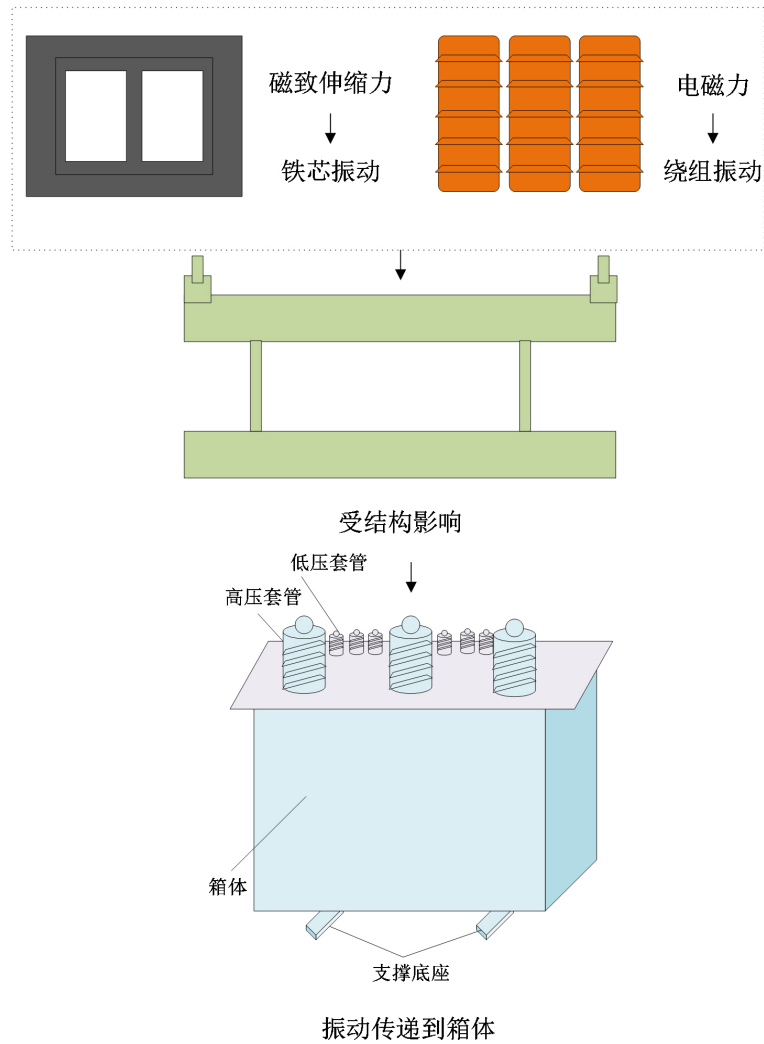 磁致伸缩力
铁芯振动
电磁力
绕组振动
受结构影响
低压套管
高压套管
箱体
支撑底座
振动传递到箱体